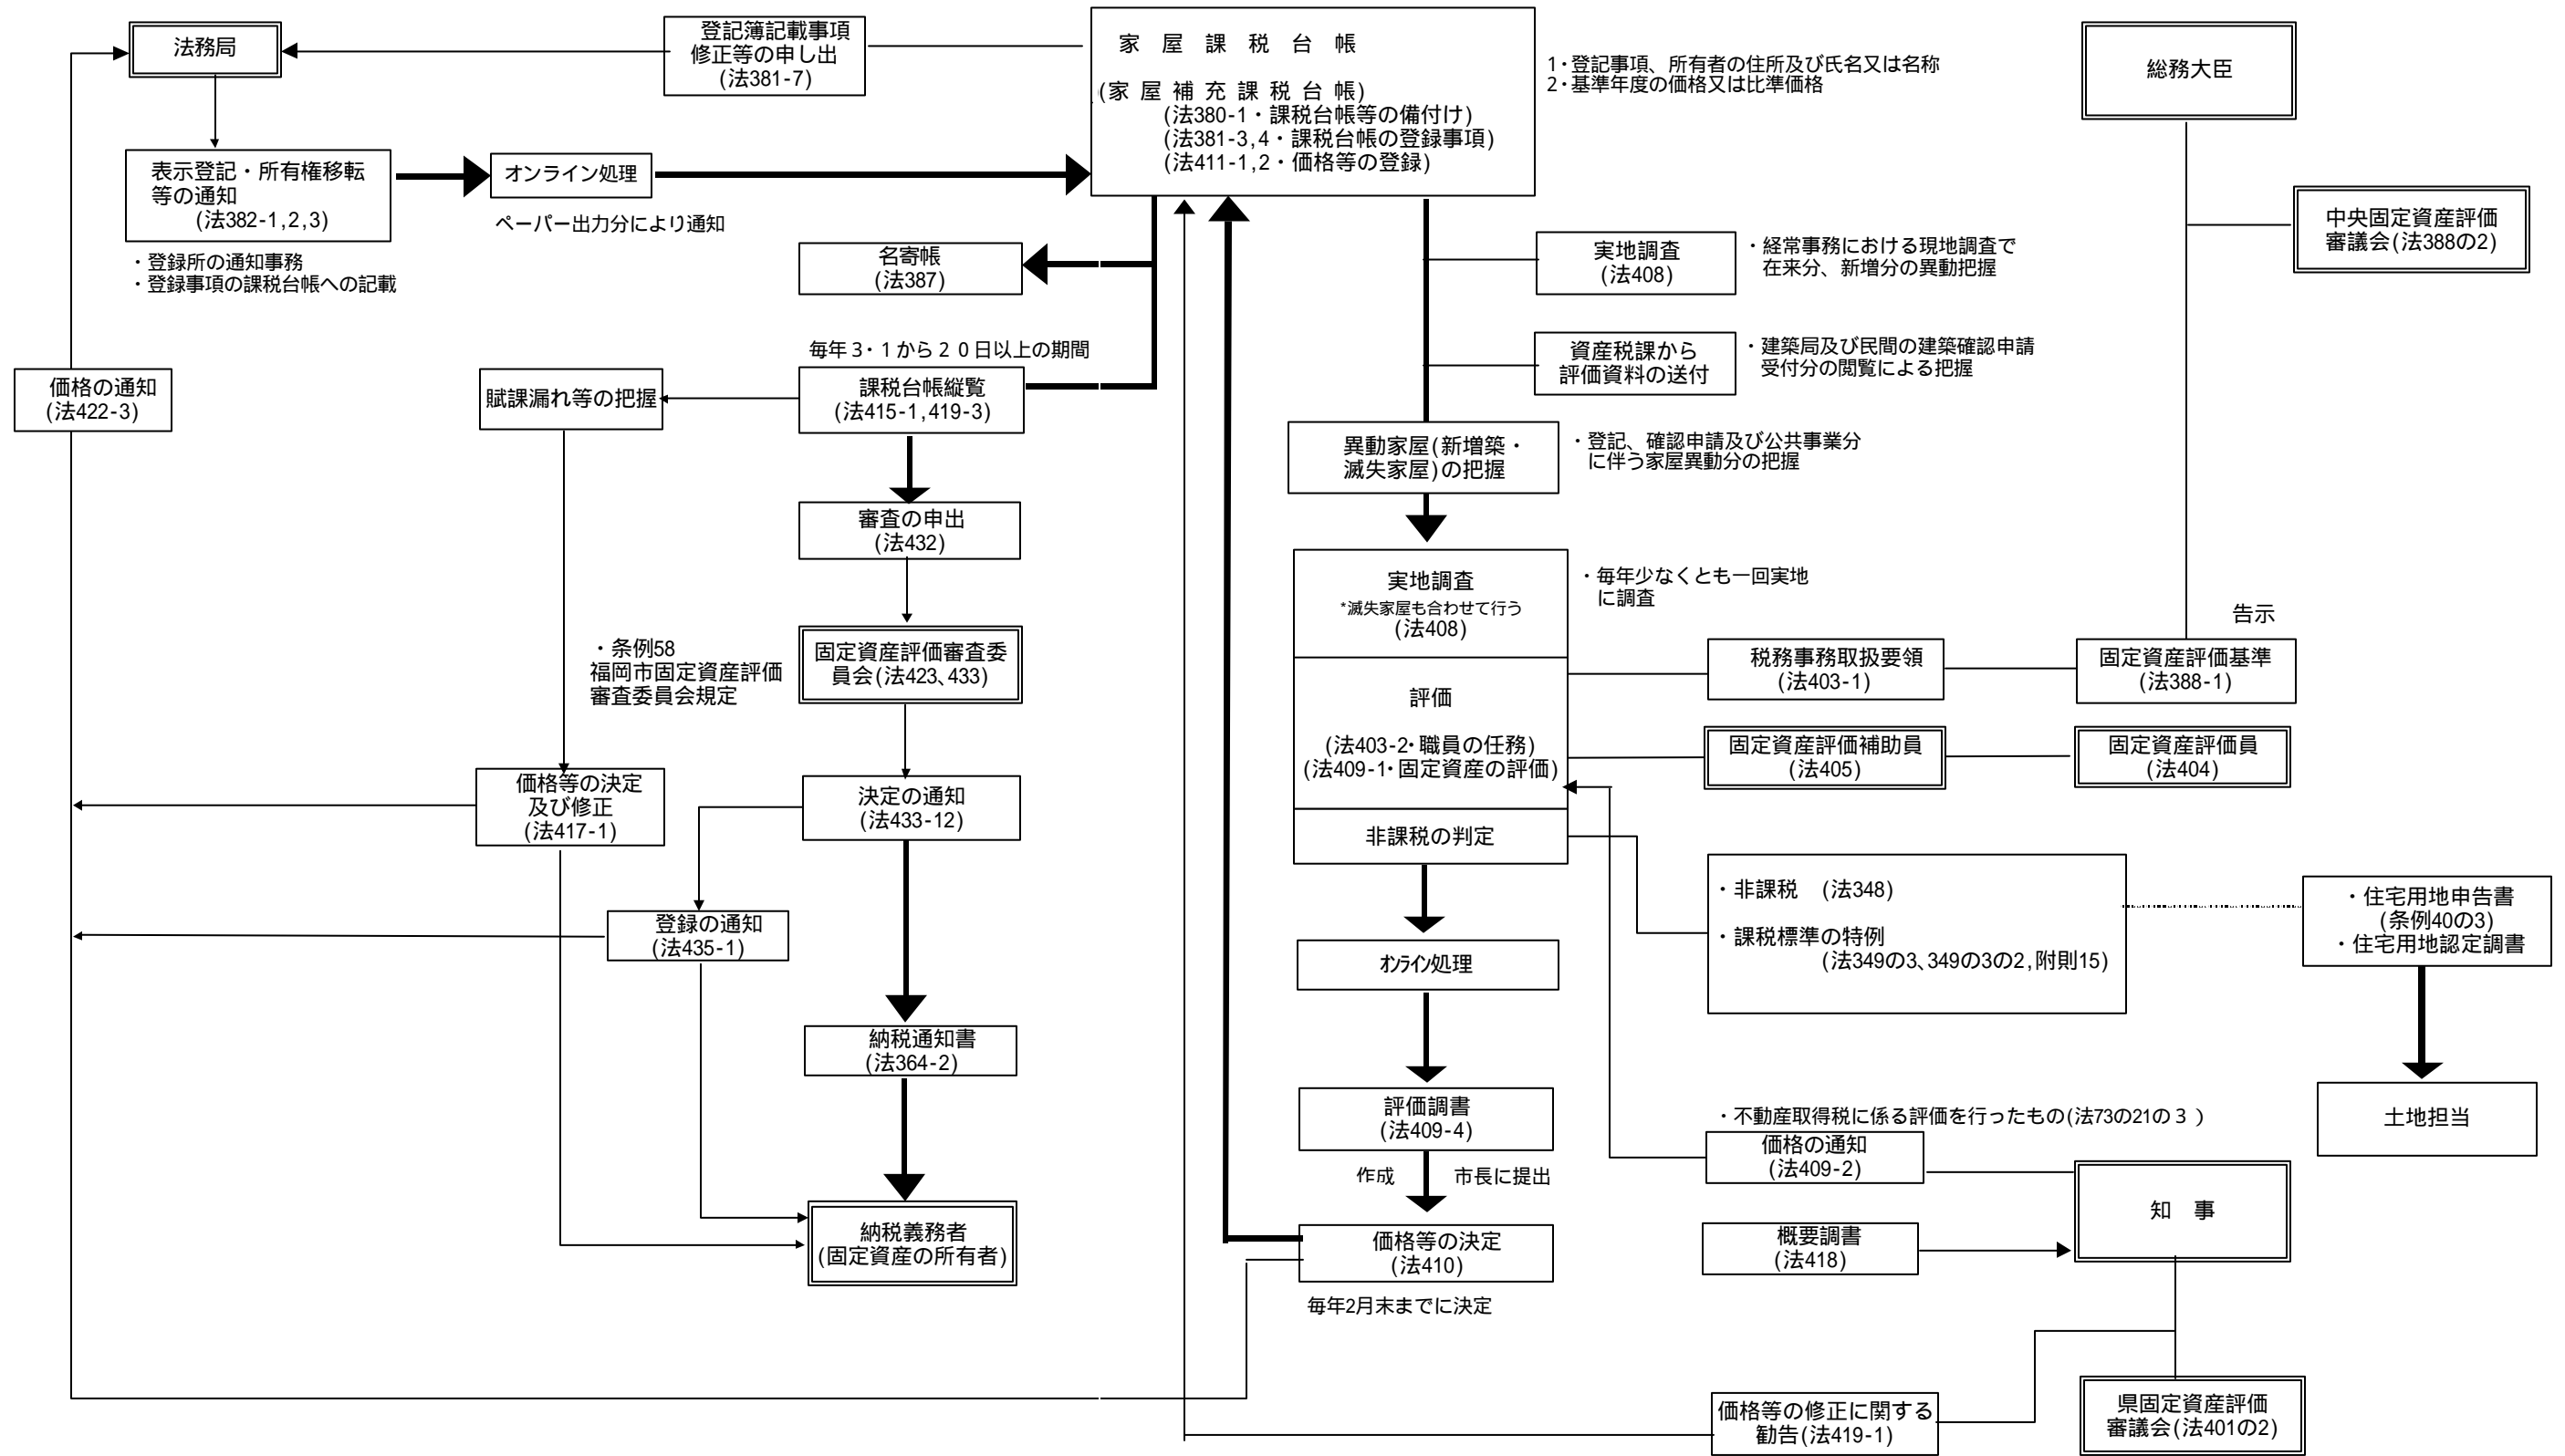 法務局
登記簿記載事項
修正等の申し出
(法381-7)
家　屋　課　税　台　帳
(家 屋 補 充 課 税 台 帳)
(法380-1・課税台帳等の備付け)
(法381-3,4・課税台帳の登録事項)
(法411-1,2・価格等の登録)
1・登記事項、所有者の住所及び氏名又は名称
2・基準年度の価格又は比準価格
総務大臣
表示登記・所有権移転
等の通知
(法382-1,2,3)
・登録所の通知事務
・登録事項の課税台帳への記載
オンライン処理
ペーパー出力分により通知
中央固定資産評価
審議会(法388の2)
名寄帳
(法387)
実地調査
(法408)
・経常事務における現地調査で
在来分、新増分の異動把握
毎年３・１から２０日以上の期間
資産税課から
評価資料の送付
・建築局及び民間の建築確認申請
受付分の閲覧による把握
価格の通知
(法422-3)
賦課漏れ等の把握
課税台帳縦覧
(法415-1,419-3)
異動家屋(新増築・
滅失家屋)の把握
・登記、確認申請及び公共事業分
に伴う家屋異動分の把握
審査の申出
(法432)
実地調査
*滅失家屋も合わせて行う
(法408)
・毎年少なくとも一回実地
に調査
告示
・条例58
福岡市固定資産評価
審査委員会規定
固定資産評価審査委
員会(法423、433)
税務事務取扱要領
(法403-1)
固定資産評価基準
(法388-1)
評価
(法403-2・職員の任務)
(法409-1・固定資産の評価)
固定資産評価補助員
(法405)
固定資産評価員
(法404)
価格等の決定
及び修正
(法417-1)
決定の通知
(法433-12)
非課税の判定
・非課税　(法348)
・課税標準の特例
(法349の3、349の3の2,附則15)
・住宅用地申告書
(条例40の3)
・住宅用地認定調書
登録の通知
(法435-1)
ｵﾝﾗｲﾝ処理
納税通知書
(法364-2)
評価調書
(法409-4)
作成
市長に提出
土地担当
・不動産取得税に係る評価を行ったもの(法73の21の３）
価格の通知
(法409-2)
知　事
納税義務者
(固定資産の所有者)
価格等の決定
(法410)
毎年2月末までに決定
概要調書
(法418)
価格等の修正に関する
勧告(法419-1)
県固定資産評価
審議会(法401の2)